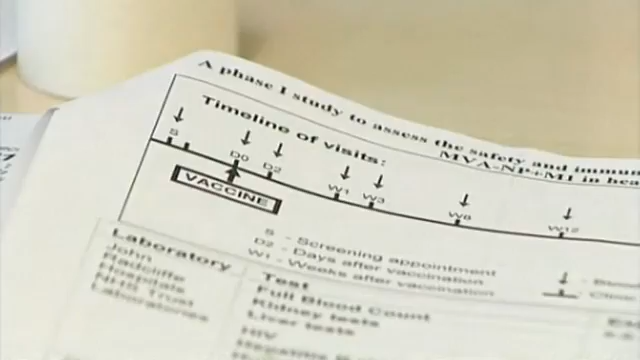 A phase I study to assess the safety and immun
MVA-NP+M1 in hea
Timeline of visits:
S D0 D2 W1 W3 W8 W12
VACCINE
S - Screening appointment
D2 - Days after vaccination
W1 - Weeks after vaccination
Laboratory
John
Radcliffe
Hospitals
NHS Trust
Laboratories
Test
Full Blood Count
Kidney tests
Liver tests
HIV